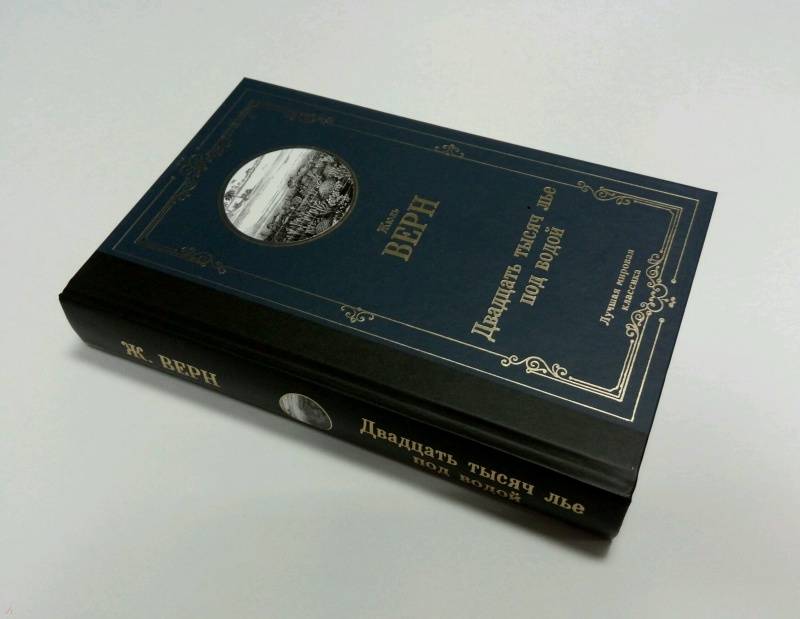 Жюль
ВЕРН
Двадцать тысяч лье
под водой
Лучшая мировая
классика
Ж. ВЕРН
Двадцать тысяч лье
под водой